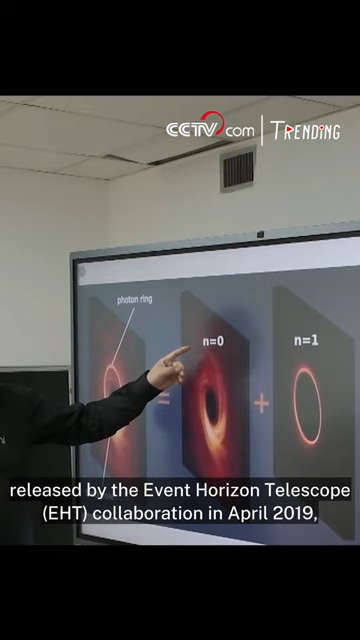 CCTV.com | TRENDING
photon ring
n=0
n=1
=
+
released by the Event Horizon Telescope
(EHT) collaboration in April 2019,